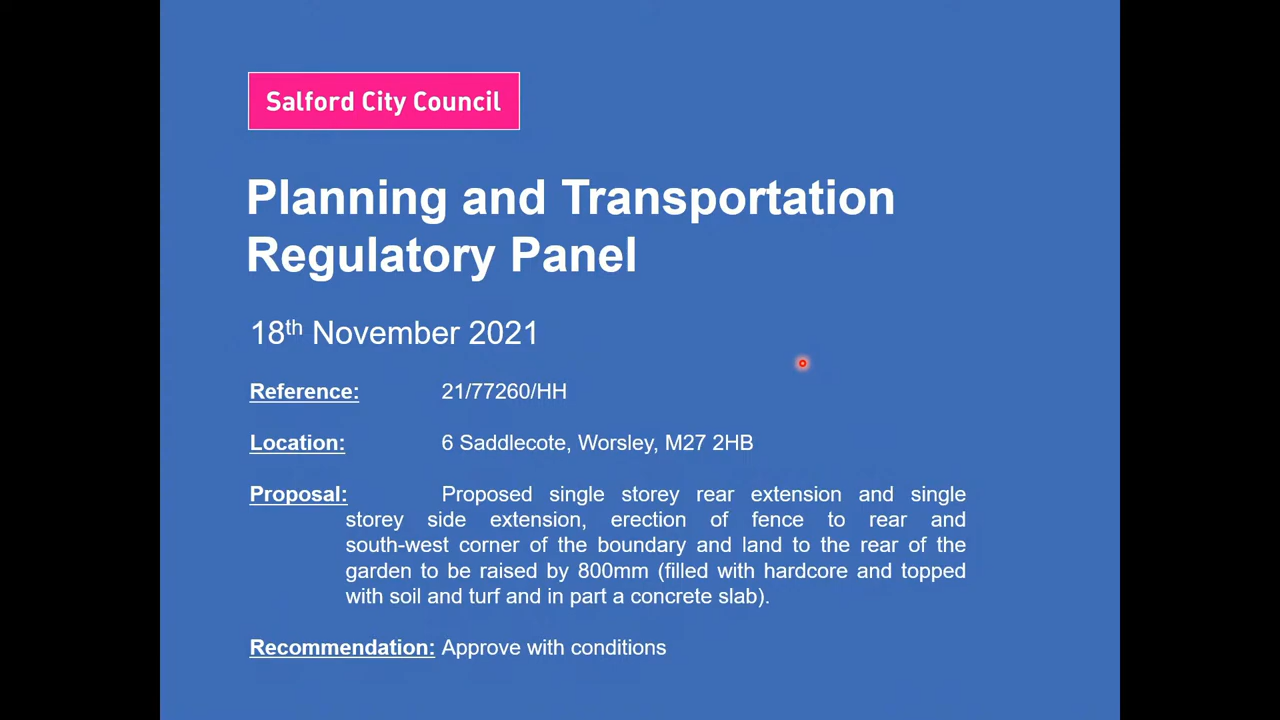 Salford City Council
Planning and Transportation
Regulatory Panel
18th November 2021
Reference: 21/77260/HH
Location: 6 Saddlecote, Worsley, M27 2HB
Proposal: Proposed single storey rear extension and single
storey side extension, erection of fence to rear and
south-west corner of the boundary and land to the rear of the
garden to be raised by 800mm (filled with hardcore and topped
with soil and turf and in part a concrete slab).
Recommendation: Approve with conditions